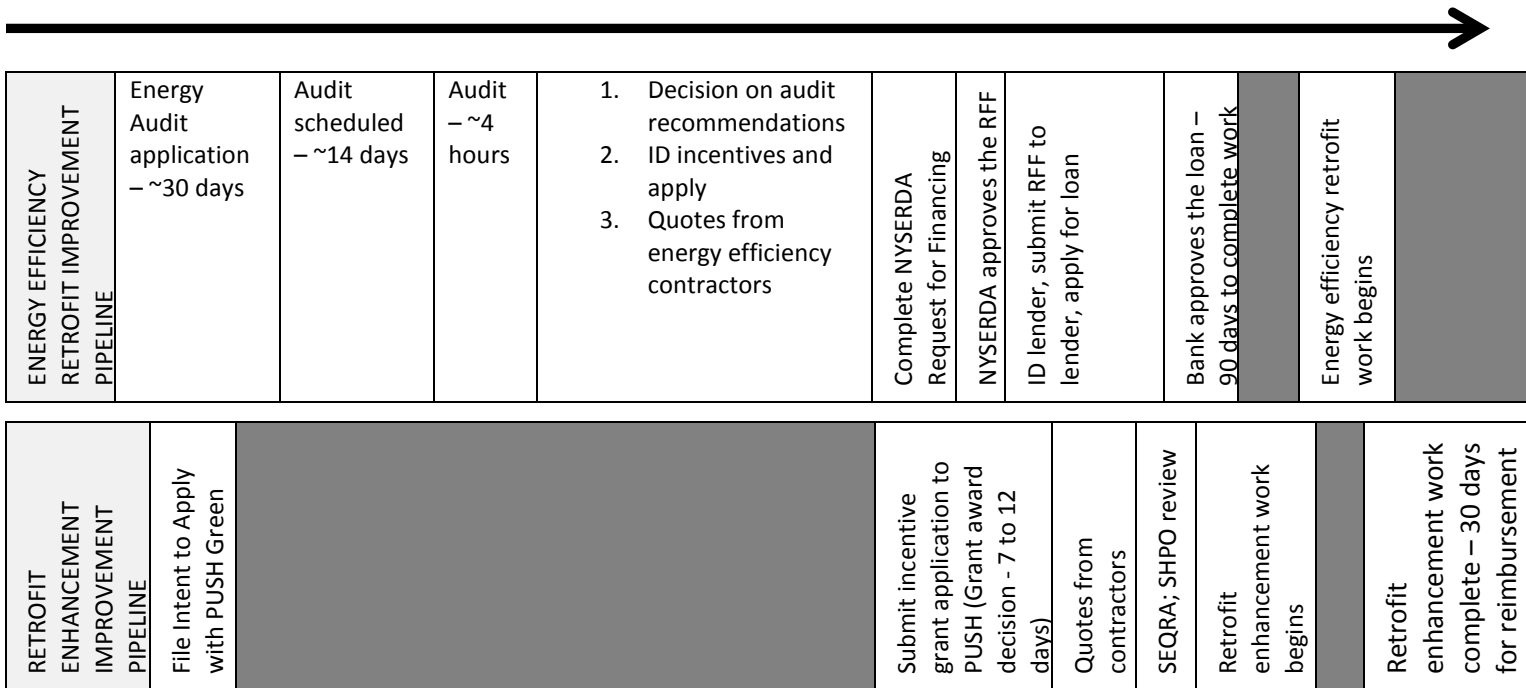 ENERGY EFFICIENCY
RETROFIT IMPROVEMENT
PIPELINE
Energy
Audit
application
– ~30 days
Audit
scheduled
– ~14 days
Audit
– ~4
hours
1. Decision on audit
recommendations
2. ID incentives and
apply
3. Quotes from
energy efficiency
contractors
Complete NYSERDA
Request for Financing
NYSERDA approves the RFF
ID lender, submit RFF to
lender, apply for loan
Bank approves the loan –
90 days to complete work
Energy efficiency retrofit
work begins
RETROFIT
ENHANCEMENT
IMPROVEMENT
PIPELINE
File Intent to Apply
with PUSH Green
Submit incentive
grant application to
PUSH (Grant award
decision - 7 to 12
days)
Quotes from
contractors
SEQRA; SHPO review
Retrofit
enhancement work
begins
Retrofit
enhancement work
complete – 30 days
for reimbursement